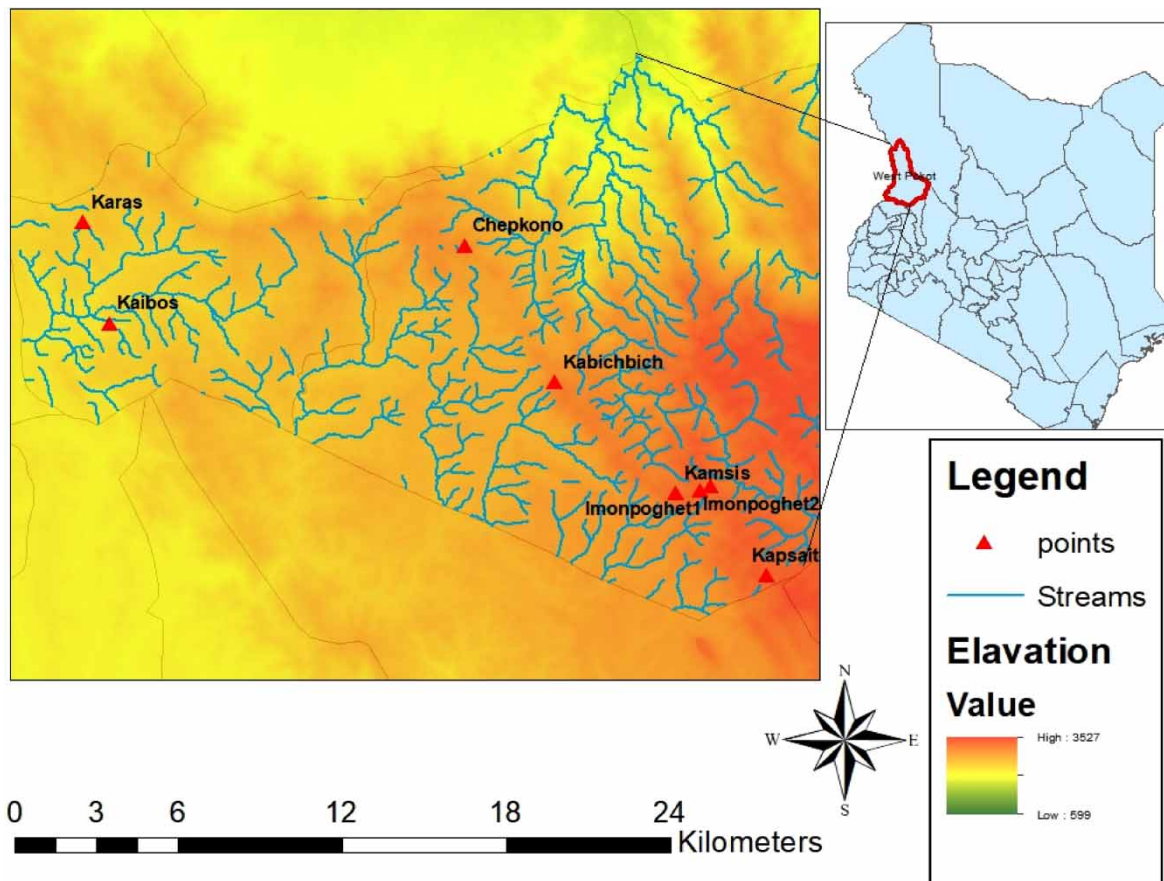 Karas
Chepkono
Kaibos
Kabichbich
Kamsis
Imonpoghet1
Imonpoghet2
Kapsait
West Pokot
Legend
points
Streams
Elavation
Value
High : 3527
Low : 599
N
W
E
S
0 3 6 12 18 24
Kilometers